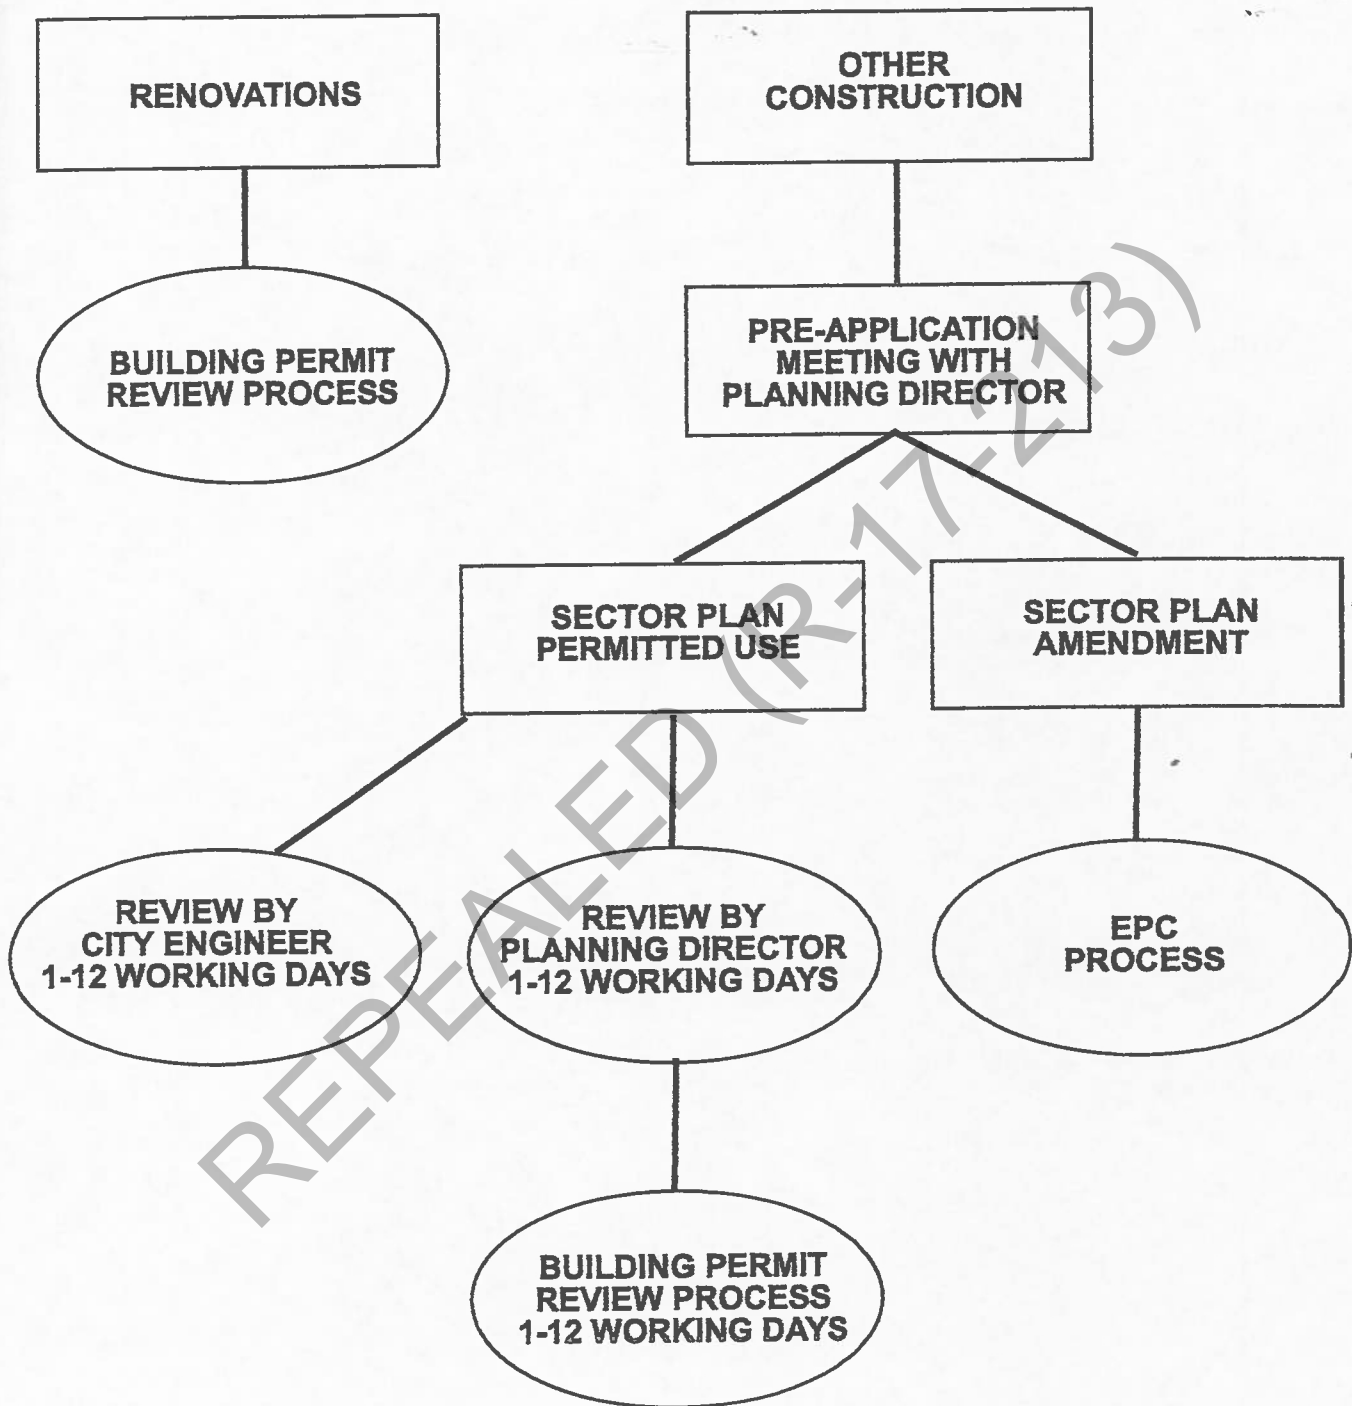 RENOVATIONS
OTHER
CONSTRUCTION
BUILDING PERMIT
REVIEW PROCESS
PRE-APPLICATION
MEETING WITH
PLANNING DIRECTOR
SECTOR PLAN
PERMITTED USE
SECTOR PLAN
AMENDMENT
REVIEW BY
CITY ENGINEER
1-12 WORKING DAYS
REVIEW BY
PLANNING DIRECTOR
1-12 WORKING DAYS
EPC
PROCESS
BUILDING PERMIT
REVIEW PROCESS
1-12 WORKING DAYS
REPEALED (R-17-213)